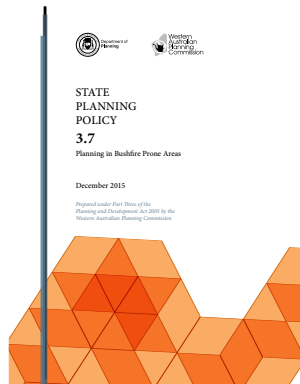 Department of
Planning
Western
Australian
Planning
Commission
STATE
PLANNING
POLICY
3.7
Planning in Bushfire Prone Areas
December 2015
Prepared under Part Three of the
Planning and Development Act 2005 by the
Western Australian Planning Commission